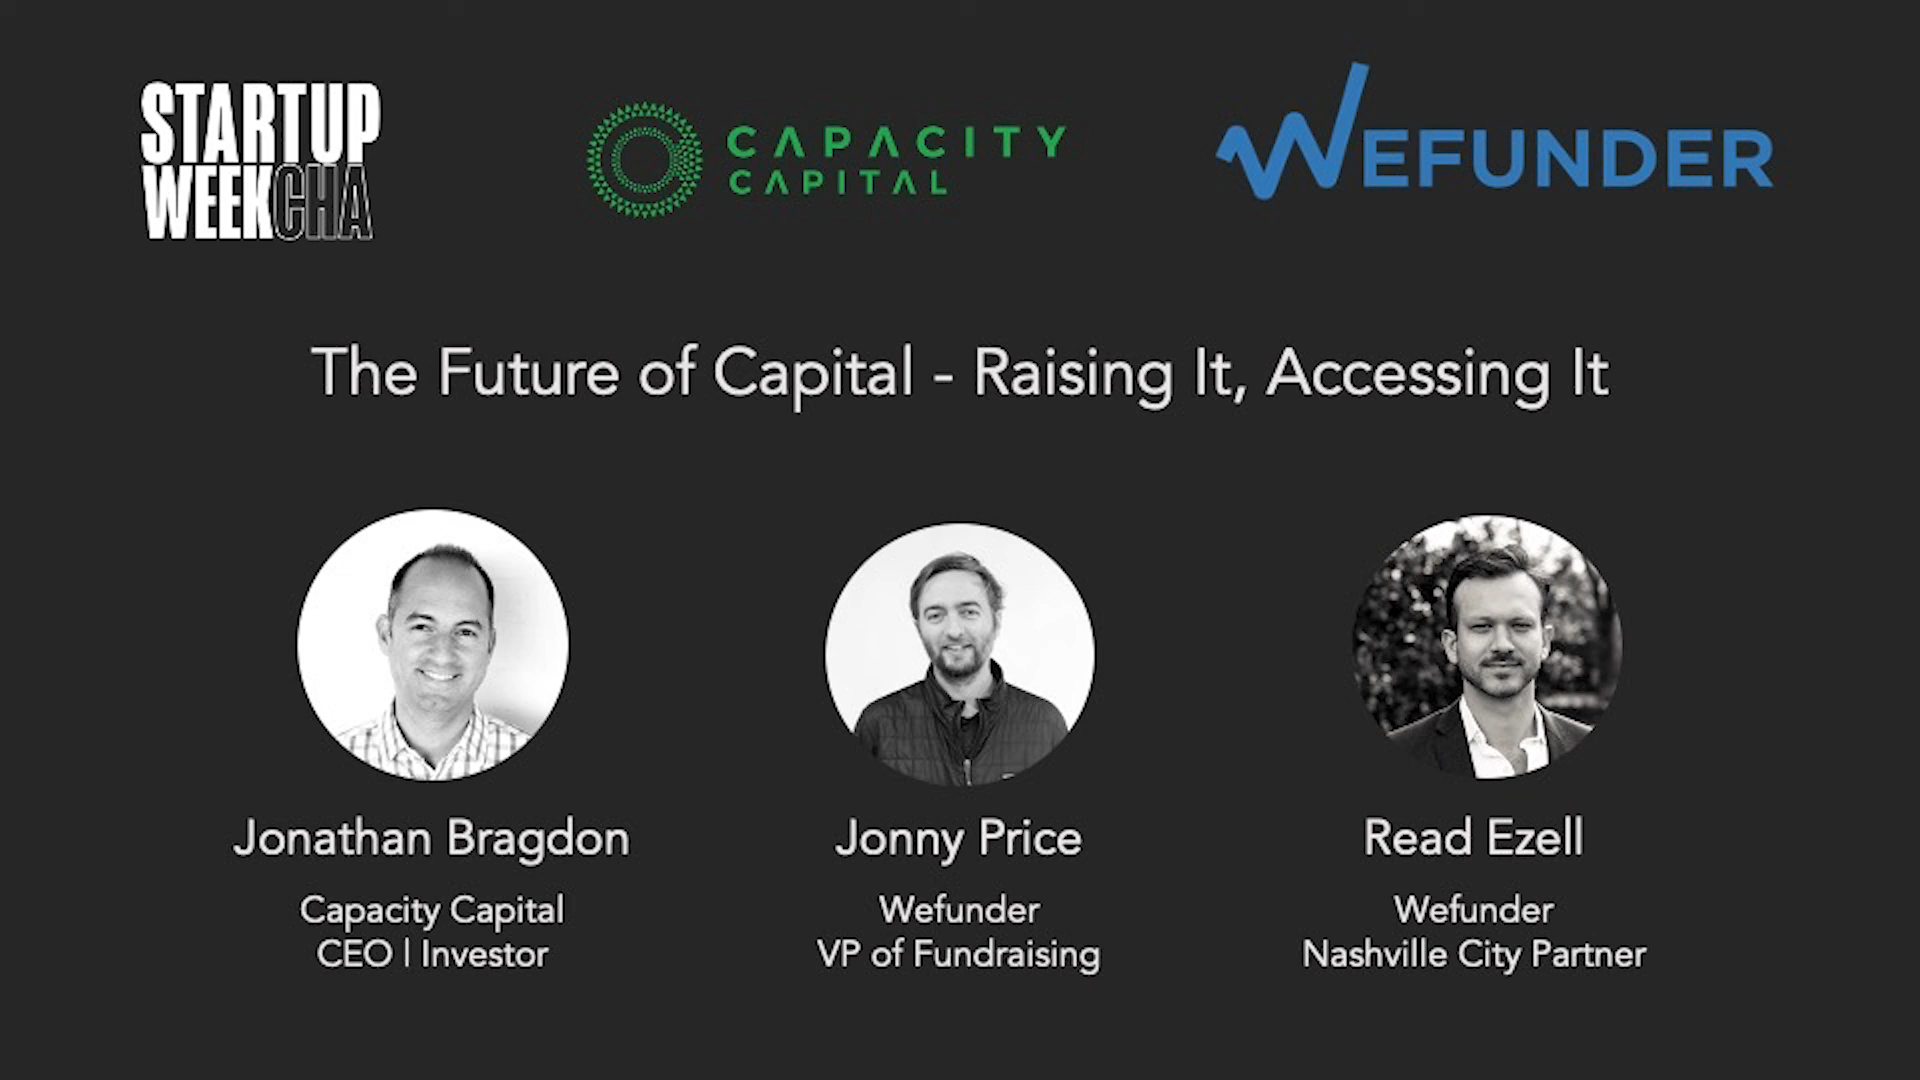 STARTUP
WEEKCHA
CAPACITY
CAPITAL
WEFUNDER
The Future of Capital - Raising It, Accessing It
Jonathan Bragdon
Capacity Capital
CEO | Investor
Jonny Price
Wefunder
VP of Fundraising
Read Ezell
Wefunder
Nashville City Partner